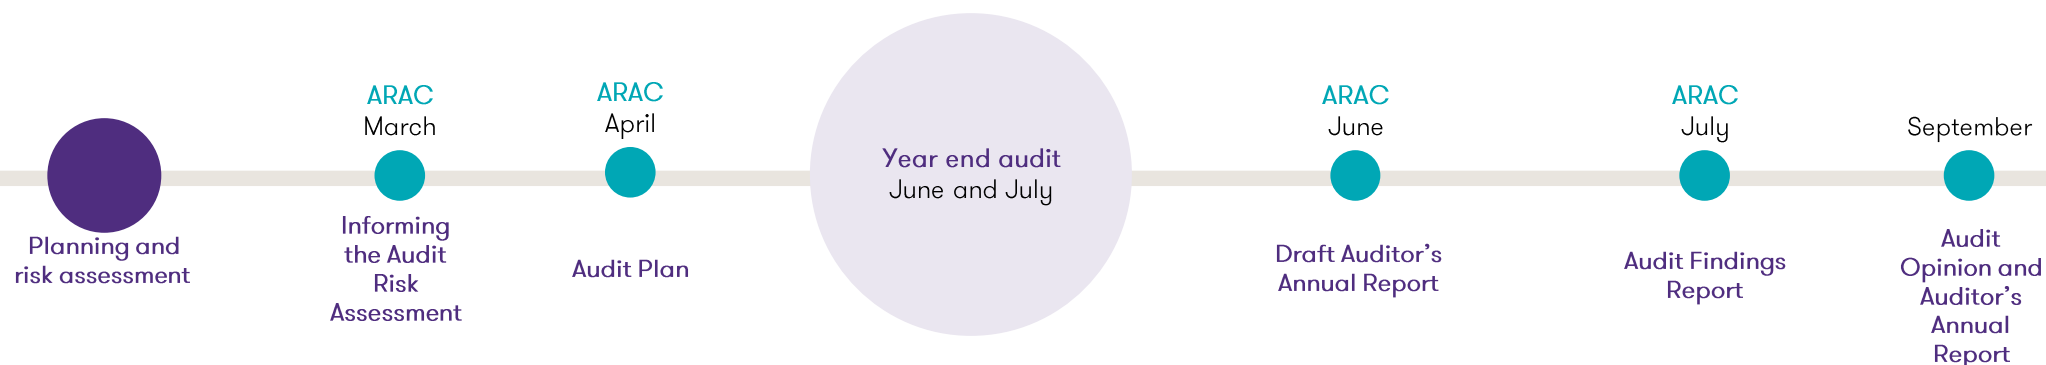 Planning and
risk assessment
ARAC
March
Informing
the Audit
Risk
Assessment
ARAC
April
Audit Plan
Year end audit
June and July
ARAC
June
Draft Auditor’s
Annual Report
ARAC
July
Audit Findings
Report
September
Audit
Opinion and
Auditor’s
Annual
Report